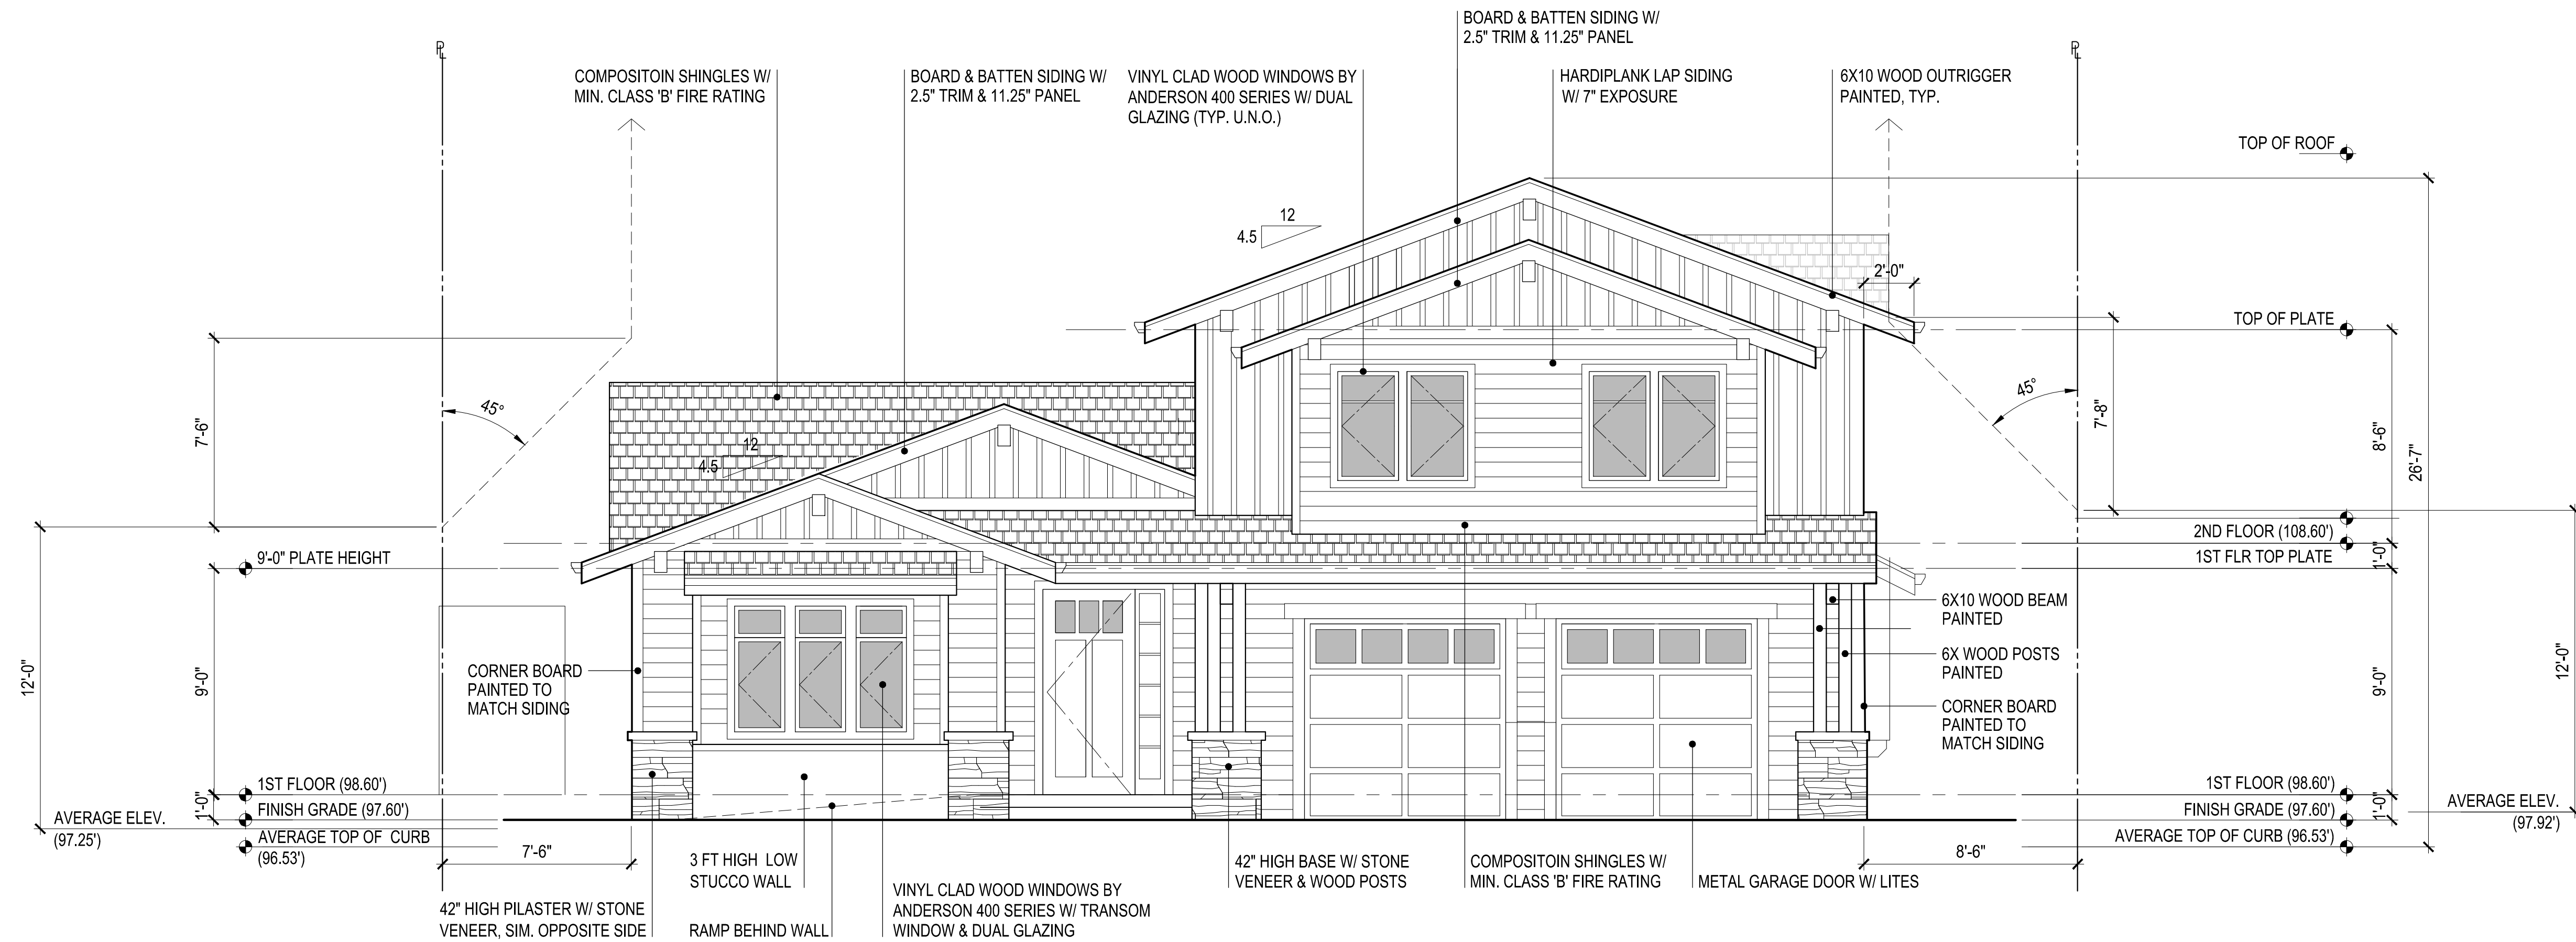 BOARD & BATTEN SIDING W/
2.5" TRIM & 11.25" PANEL
PL
PL
COMPOSITOIN SHINGLES W/
MIN. CLASS 'B' FIRE RATING
BOARD & BATTEN SIDING W/
2.5" TRIM & 11.25" PANEL
VINYL CLAD WOOD WINDOWS BY
ANDERSON 400 SERIES W/ DUAL
GLAZING (TYP. U.N.O.)
HARDIPLANK LAP SIDING
W/ 7" EXPOSURE
6X10 WOOD OUTRIGGER
PAINTED, TYP.
TOP OF ROOF
12
4.5
2'-0"
TOP OF PLATE
45°
45°
7'-6"
7'-8"
8'-6"
26'-7"
12
4.5
2ND FLOOR (108.60')
1ST FLR TOP PLATE
1'-0"
9'-0" PLATE HEIGHT
6X10 WOOD BEAM
PAINTED
6X WOOD POSTS
PAINTED
CORNER BOARD
PAINTED TO
MATCH SIDING
CORNER BOARD
PAINTED TO
MATCH SIDING
12'-0"
9'-0"
9'-0"
12'-0"
1ST FLOOR (98.60')
FINISH GRADE (97.60')
1'-0"
AVERAGE ELEV.
(97.25')
AVERAGE TOP OF CURB
(96.53')
1ST FLOOR (98.60')
FINISH GRADE (97.60')
1'-0"
AVERAGE TOP OF CURB (96.53')
AVERAGE ELEV.
(97.92')
7'-6"
8'-6"
3 FT HIGH LOW
STUCCO WALL
42" HIGH BASE W/ STONE
VENEER & WOOD POSTS
COMPOSITOIN SHINGLES W/
MIN. CLASS 'B' FIRE RATING
METAL GARAGE DOOR W/ LITES
42" HIGH PILASTER W/ STONE
VENEER, SIM. OPPOSITE SIDE
RAMP BEHIND WALL
VINYL CLAD WOOD WINDOWS BY
ANDERSON 400 SERIES W/ TRANSOM
WINDOW & DUAL GLAZING